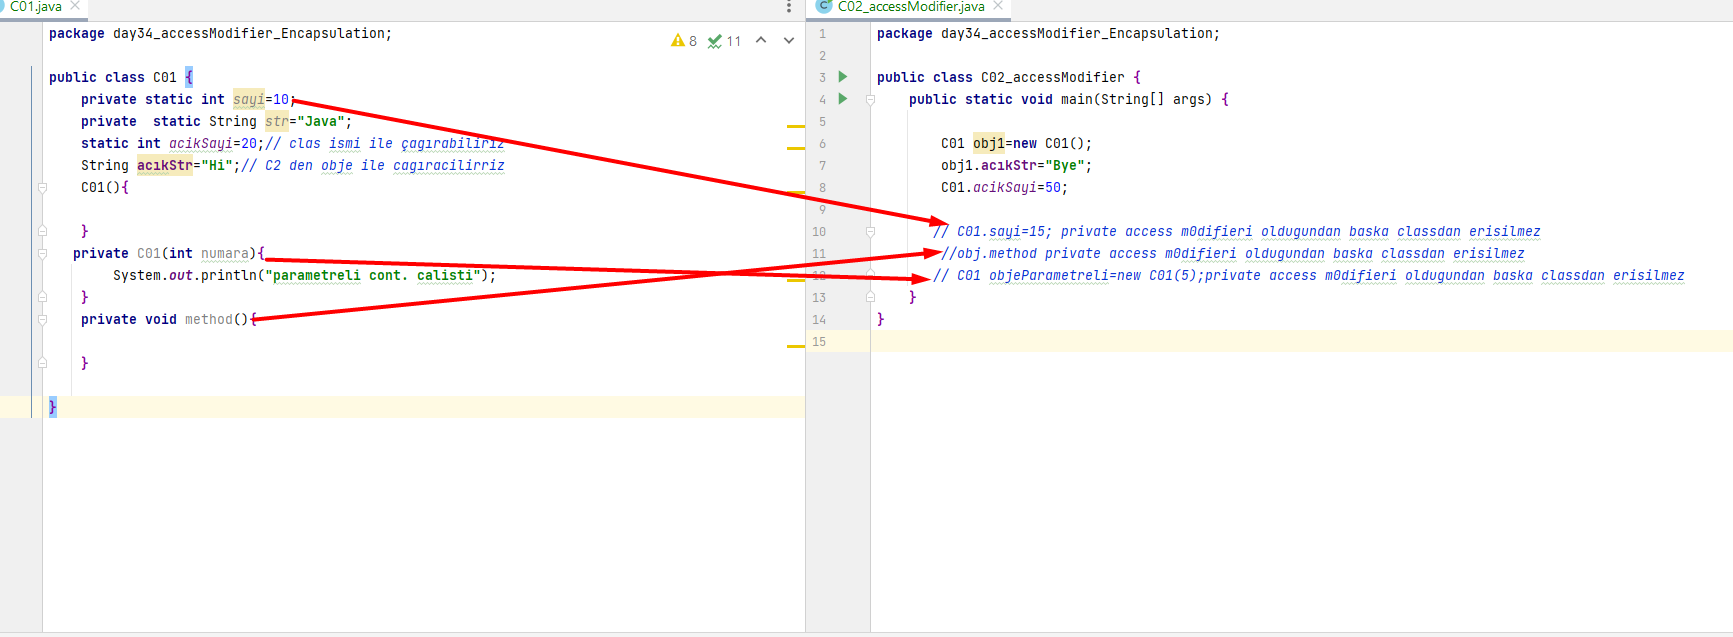 C01.java
package day34_accessModifier_Encapsulation;
8 11
public class C01 {
private static int sayi=10;
private  static String str="Java";
static int acikSayi=20;// clas ismi ile çagırabiliriz
String acıkStr="Hi";// C2 den obje ile cagıracilirriz
C01(){
}
private C01(int numara){
System.out.println("parametreli cont. calisti");
}
private void method(){
}
}
C02_accessModifier.java
1 package day34_accessModifier_Encapsulation;
2
3 public class C02_accessModifier {
4 public static void main(String[] args) {
5
6 C01 obj1=new C01();
7 obj1.acıkStr="Bye";
8 C01.acikSayi=50;
9
10 // C01.sayi=15; private access m0difieri oldugundan baska classdan erisilmez
11 //obj.method private access m0difieri oldugundan baska classdan erisilmez
12 // C01 objeParametreli=new C01(5);private access m0difieri oldugundan baska classdan erisilmez
13 }
14 }
15